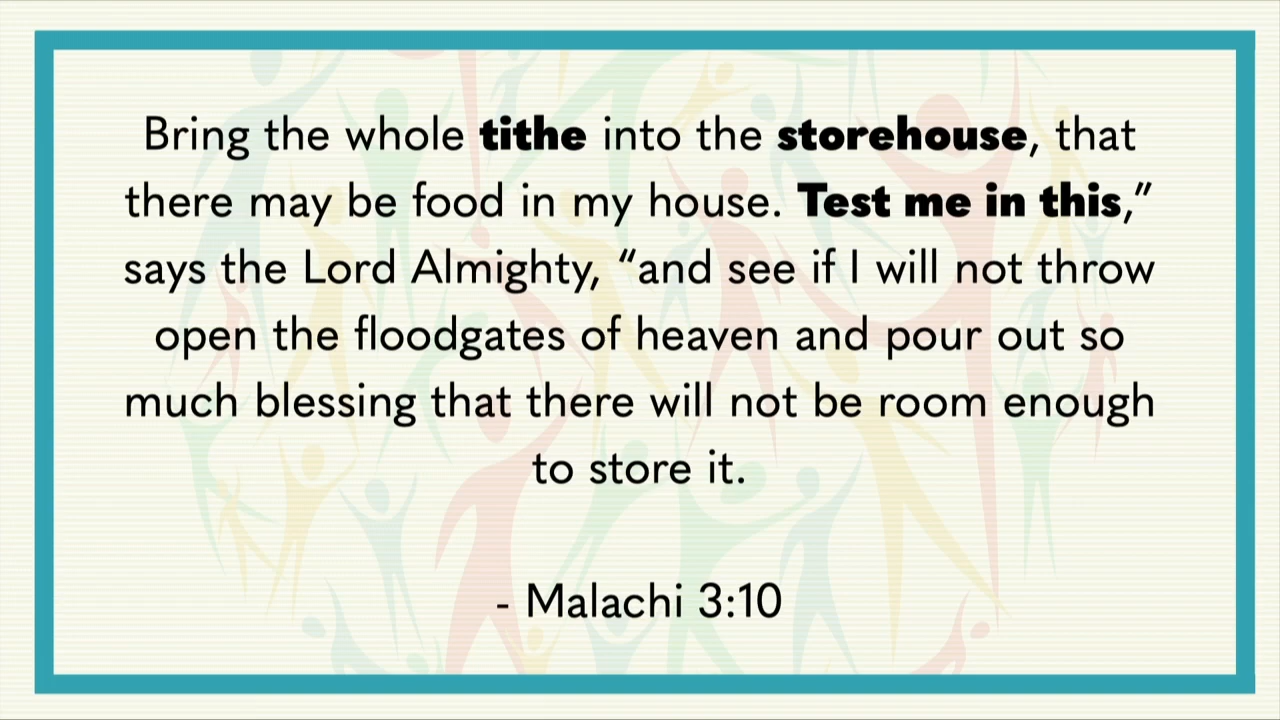 Bring the whole tithe into the storehouse, that
there may be food in my house. Test me in this,”
says the Lord Almighty, “and see if I will not throw
open the floodgates of heaven and pour out so
much blessing that there will not be room enough
to store it.
- Malachi 3:10